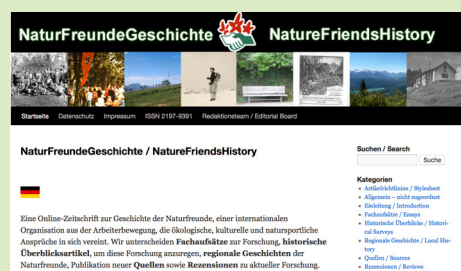 NaturFreundeGeschichte NatureFriendsHistory
Startseite Datenschutz Impressum ISSN 2197-9391 Redaktionsteam / Editorial Board
NaturFreundeGeschichte / NatureFriendsHistory
Eine Online-Zeitschrift zur Geschichte der Naturfreunde, einer internationalen
Organisation aus der Arbeiterbewegung, die ökologische, kulturelle und natursportliche
Ansprüche in sich vereint. Wir unterscheiden Fachaufsätze zur Forschung, historische
Überblicksartikel, um diese Forschung anzuregen, regionale Geschichten der
Naturfreunde, Publikation neuer Quellen sowie Rezensionen zu aktueller Forschung.
Suchen / Search
Suche
Kategorien
Artikelrichtlinien / Stylesheet
Allgemein – nicht zugeordnet
Einleitung / Introduction
Fachaufsätze / Essays
Historische Überblicke / Histori-
cal Surveys
Regionale Geschichte / Local His-
tory
Quellen / Sources
Rezensionen / Reviews